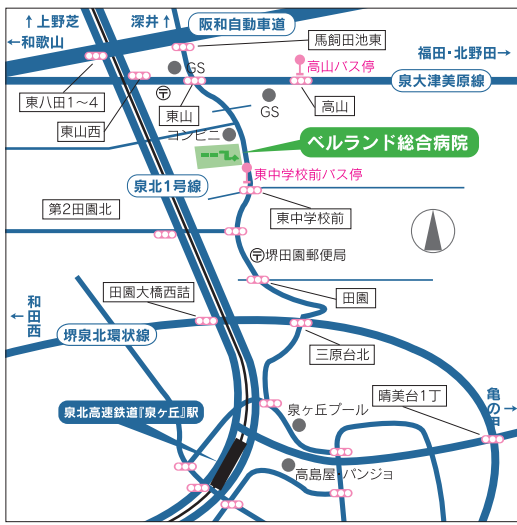 ↑上野芝
深井↑
阪和自動車道
←和歌山
馬飼田池東
高山バス停
福田・北野田→
泉大津美原線
GS
東八田1〜4
〒
東山
GS
高山
東山西
コンビニ
ベルランド総合病院
東中学校前バス停
泉北1号線
第2田園北
東中学校前
〒堺田園郵便局
田園大橋西詰
田園
和田西
←
堺泉北環状線
三原台北
晴美台1丁
亀の甲
→
泉北高速鉄道『泉ヶ丘』駅
泉ヶ丘プール
高島屋・パンジョ